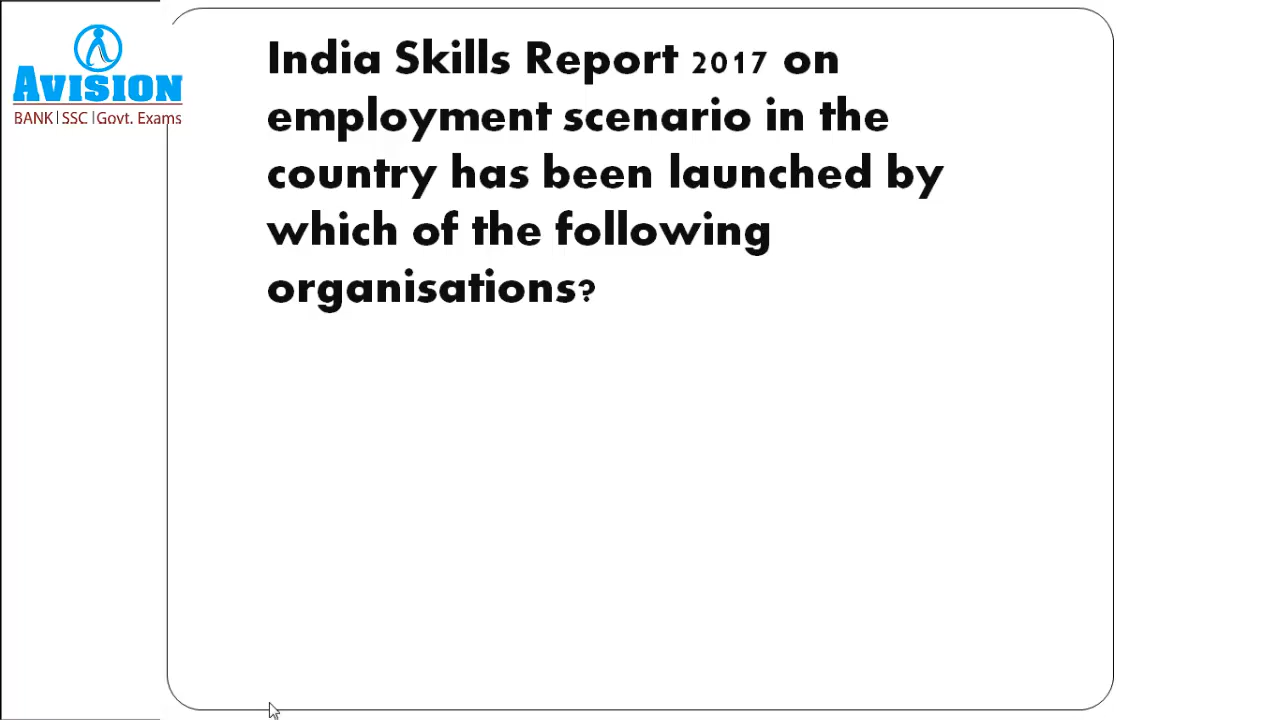 AVISION
BANK|SSC|Govt. Exams
India Skills Report 2017 on
employment scenario in the
country has been launched by
which of the following
organisations?